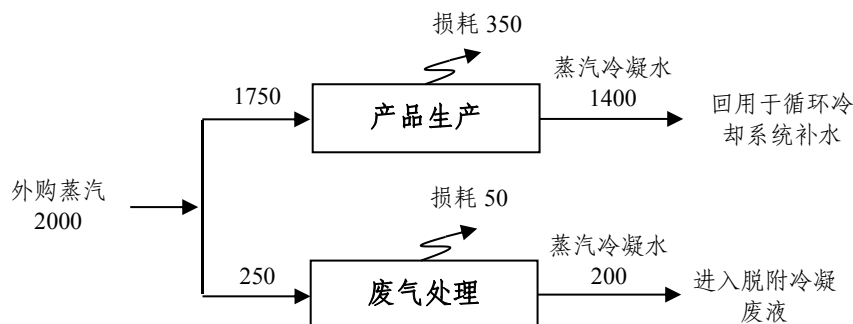 损耗 350
蒸汽冷凝水
1750
1400
产品生产
回用于循环冷
却系统补水
外购蒸汽
2000
损耗 50
蒸汽冷凝水
250
200
废气处理
进入脱附冷凝
废液